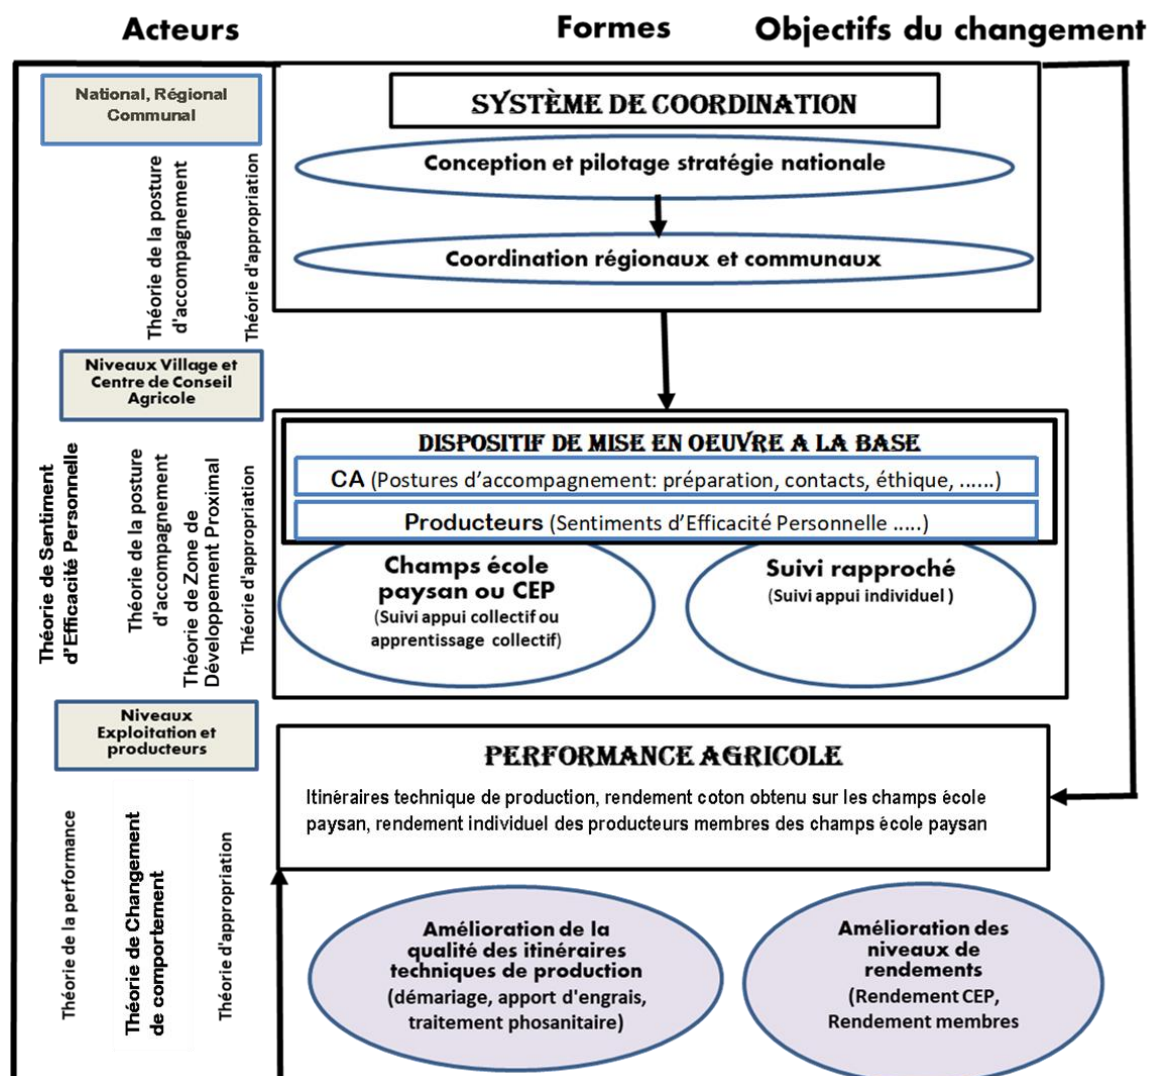 Acteurs
Formes
Objectifs du changement
National, Régional
Communal
Théorie de la posture
d'accompagnement
Théorie d'appropriation
SYSTÈME DE COORDINATION
Conception et pilotage stratégie nationale
Coordination régionaux et communaux
Niveaux Village et
Centre de Conseil
Agricole
Théorie de Sentiment
d'Efficacité Personnelle
Théorie de la posture
d'accompagnement
Théorie de Zone de
Développement Proximal
Théorie d'appropriation
DISPOSITIF DE MISE EN OEUVRE A LA BASE
CA (Postures d'accompagnement: préparation, contacts, éthique, ......)
Producteurs (Sentiments d'Efficacité Personnelle .....)
Champs école
paysan ou CEP
(Suivi appui collectif ou
apprentissage collectif)
Suivi rapproché
(Suivi appui individuel )
Niveaux
Exploitation et
producteurs
Théorie de la performance
Théorie de Changement
de comportement
Théorie d'appropriation
PERFORMANCE AGRICOLE
Itinéraires technique de production, rendement coton obtenu sur les champs école
paysan, rendement individuel des producteurs membres des champs école paysan
Amélioration de la
qualité des itinéraires
techniques de production
(démariage, apport d'engrais,
traitement phosanitaire)
Amélioration des
niveaux de
rendements
(Rendement CEP,
Rendement membres